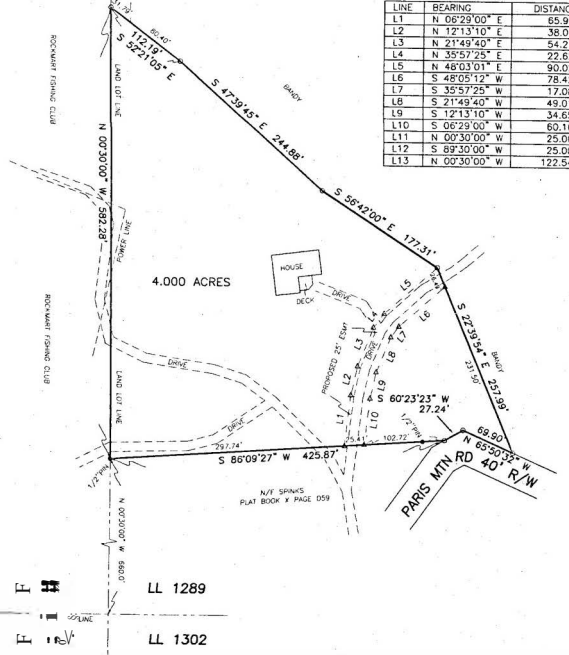 LINE BEARING DISTANC
L1 N 06°29'00" E 65.9
L2 N 12°13'10" E 38.0
L3 N 21°49'40" E 54.2
L4 N 35°57'25" E 22.6
L5 N 48°03'01" E 90.0
L6 S 48°05'12" W 78.4
L7 S 35°57'25" W 17.0
L8 S 21°49'40" W 49.0
L9 S 12°13'10" W 34.6
L10 S 06°29'00" W 60.1
L11 N 00°30'00" W 25.0
L12 S 89°30'00" W 25.0
L13 N 00°30'00" W 122.5
31.79'
80.40'
112.19'
S 52°21'05" E
ROCKMART FISHING CLUB
LAND LOT LINE
BANDY
S 47°39'45" E 244.88'
N 00°30'00" W 582.28'
S 56°42'00" E 177.31'
POWER LINE
4.000 ACRES
HOUSE
DECK
DRIVE
L5
L4
L6
L7
L3
DRIVE
L8
PROPOSED 25' ESMT
S 22°39'54" E 257.99'
231.50'
BANDY
ROCKMART FISHING CLUB
DRIVE
L2
L9
LAND LOT LINE
S 60°23'23" W
27.24'
L1
L10
1/2"PIN
DRIVE
69.90'
N 65°50'32" W
297.74'
25.41'
102.72'
S 86°09'27" W 425.87'
1/2"PIN
N/F SPINKS
PLAT BOOK X PAGE D59
PARIS MTN RD 40' R/W
N 00°30'00" W 660.0'
LL 1289
LINE
LL 1302